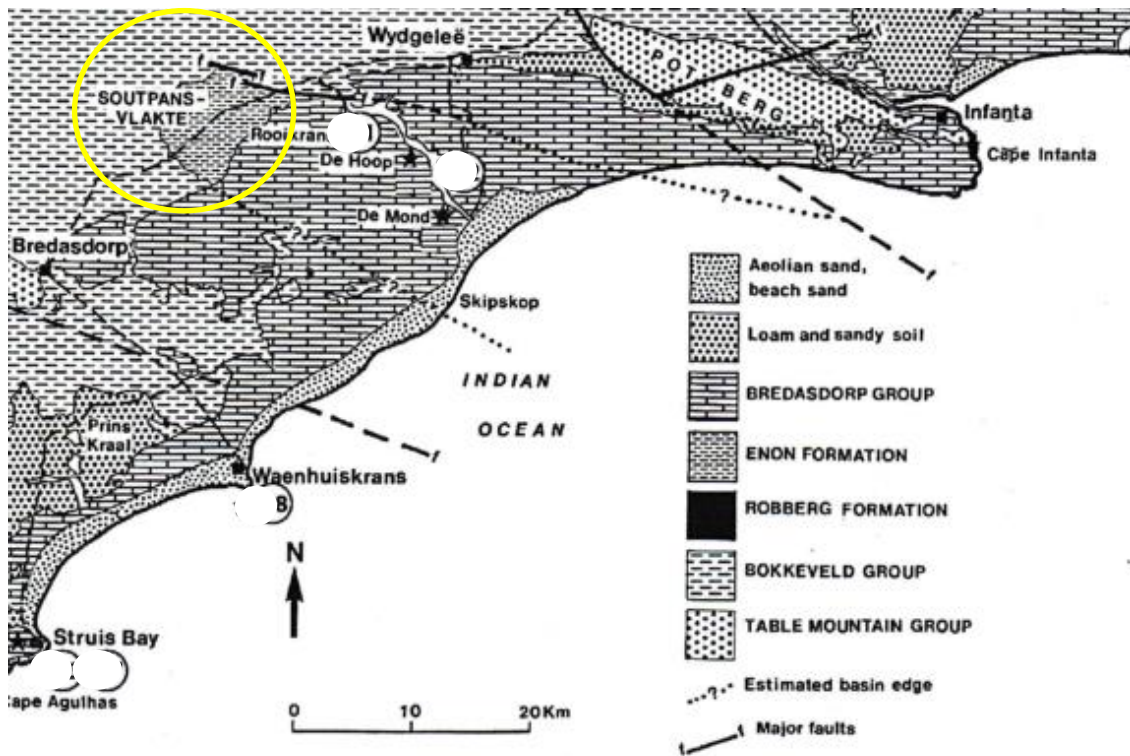 Wydgeleë
POT
BERG
SOUTPANS-
VLAKTE
Infanta
Rooikran
De Hoop
Cape Infanta
De Mond
Bredasdorp
Skipskop
INDIAN
OCEAN
Prins
Kraal
Waenhuiskrans
N
Struis Bay
Cape Agulhas
0 10 20Km
Aeolian sand,
beach sand
Loam and sandy soil
BREDASDORP GROUP
ENON FORMATION
ROBBERG FORMATION
BOKKEVELD GROUP
TABLE MOUNTAIN GROUP
?
?
?
?
Estimated basin edge
Major faults